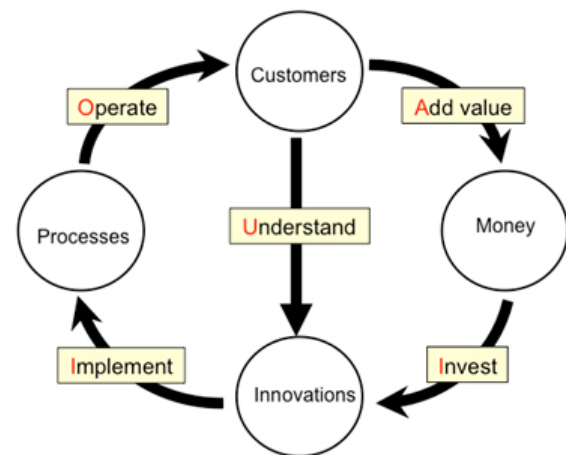 Customers
Operate
Add value
Processes
Understand
Money
Implement
Invest
Innovations